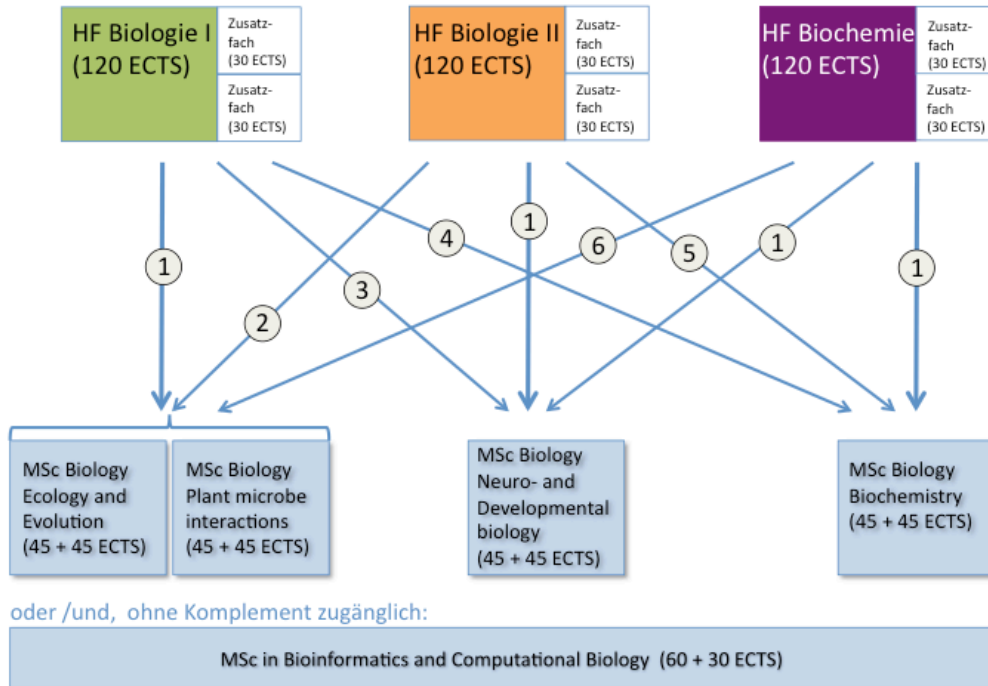 HF Biologie I
(120 ECTS)
Zusatz-
fach
(30 ECTS)
Zusatz-
fach
(30 ECTS)
HF Biologie II
(120 ECTS)
Zusatz-
fach
(30 ECTS)
Zusatz-
fach
(30 ECTS)
HF Biochemie
(120 ECTS)
Zusatz-
fach
(30 ECTS)
Zusatz-
fach
(30 ECTS)
1
2
3
4
1
6
5
1
1
MSc Biology
Ecology and
Evolution
(45 + 45 ECTS)
MSc Biology
Plant microbe
interactions
(45 + 45 ECTS)
MSc Biology
Neuro- and
Developmental
biology
(45 + 45 ECTS)
MSc Biology
Biochemistry
(45 + 45 ECTS)
oder /und, ohne Komplement zugänglich:
MSc in Bioinformatics and Computational Biology (60 + 30 ECTS)